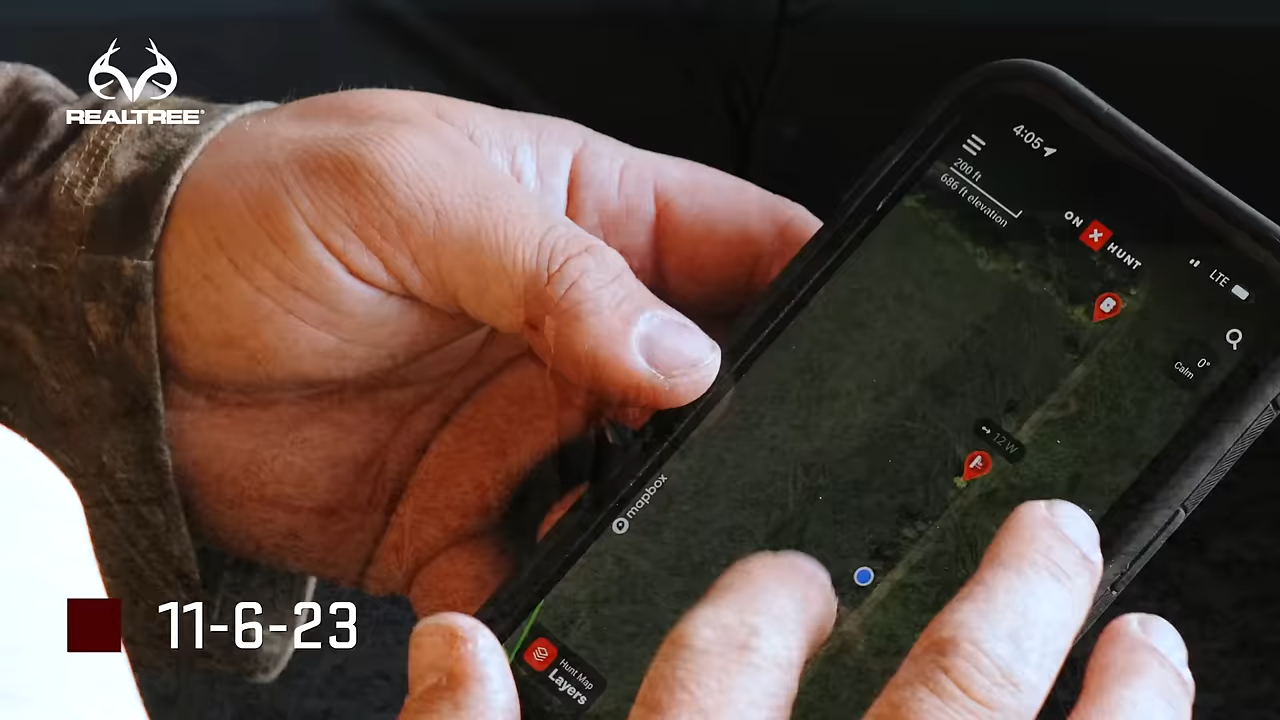 REALTREE
4:05
200 ft
686 ft elevation
ON X HUNT
LTE
0°
Calm
12 W
mapbox
Hunt Map
Layers
11-6-23